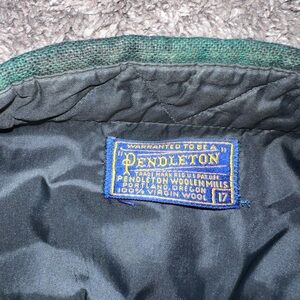 WARRANTED TO BE A
"PENDLETON"
TRADE MARK REG U.S. PAT. OFF.
PENDLETON WOOLEN MILLS
PORTLAND, OREGON
100% VIRGIN WOOL
17